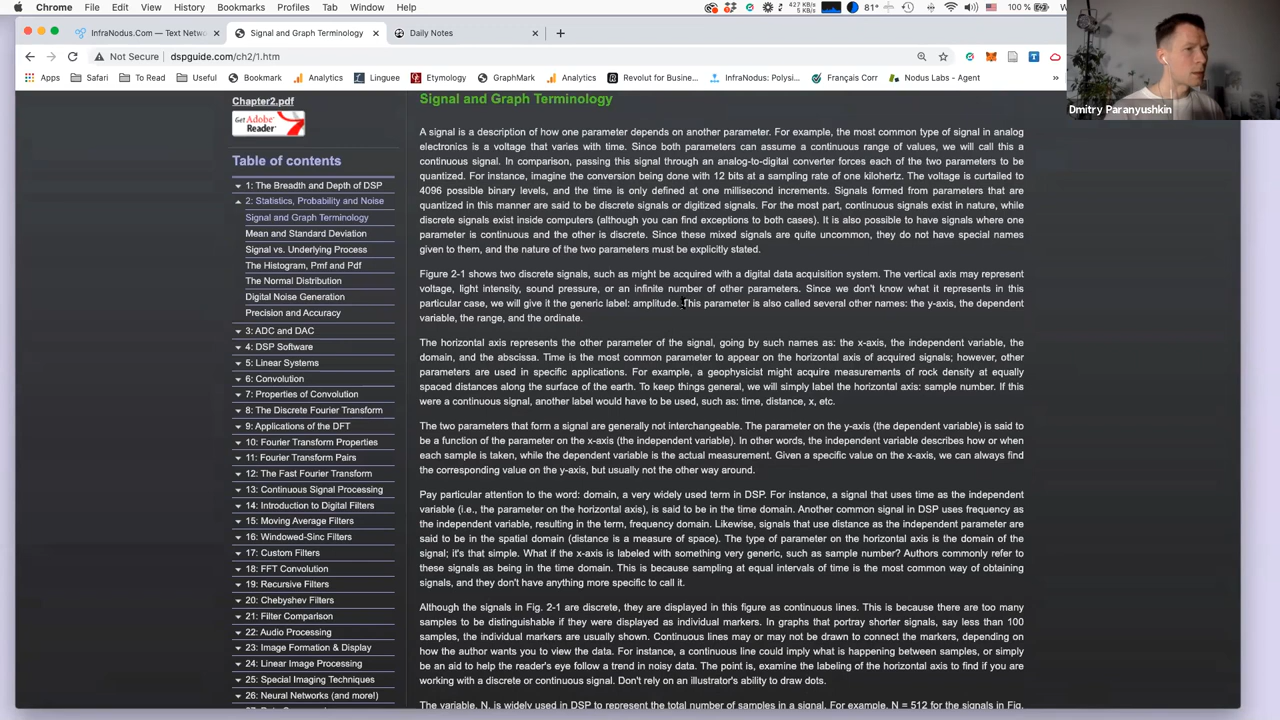 Chrome File Edit View History Bookmarks Profiles Tab Window Help
427 KB
5 KB
81°
100 %
InfraNodus.Com — Text Netw
Signal and Graph Terminology
Daily Notes
Not Secure dspguide.com/ch2/1.htm
Apps Safari To Read Useful Bookmark Analytics Linguee Etymology GraphMark Analytics Revolut for Busine... InfraNodus: Polysi... Français Corr Nodus Labs - Agent »
Dmitry Paranyushkin
Chapter2.pdf
Get Adobe Reader
Table of contents
1: The Breadth and Depth of DSP
2: Statistics, Probability and Noise
Signal and Graph Terminology
Mean and Standard Deviation
Signal vs. Underlying Process
The Histogram, Pmf and Pdf
The Normal Distribution
Digital Noise Generation
Precision and Accuracy
3: ADC and DAC
4: DSP Software
5: Linear Systems
6: Convolution
7: Properties of Convolution
8: The Discrete Fourier Transform
9: Applications of the DFT
10: Fourier Transform Properties
11: Fourier Transform Pairs
12: The Fast Fourier Transform
13: Continuous Signal Processing
14: Introduction to Digital Filters
15: Moving Average Filters
16: Windowed-Sinc Filters
17: Custom Filters
18: FFT Convolution
19: Recursive Filters
20: Chebyshev Filters
21: Filter Comparison
22: Audio Processing
23: Image Formation & Display
24: Linear Image Processing
25: Special Imaging Techniques
26: Neural Networks (and more!)
Signal and Graph Terminology
A signal is a description of how one parameter depends on another parameter. For example, the most common type of signal in analog
electronics is a voltage that varies with time. Since both parameters can assume a continuous range of values, we will call this a
continuous signal. In comparison, passing this signal through an analog-to-digital converter forces each of the two parameters to be
quantized. For instance, imagine the conversion being done with 12 bits at a sampling rate of one kilohertz. The voltage is curtailed to
4096 possible binary levels, and the time is only defined at one millisecond increments. Signals formed from parameters that are
quantized in this manner are said to be discrete signals or digitized signals. For the most part, continuous signals exist in nature, while
discrete signals exist inside computers (although you can find exceptions to both cases). It is also possible to have signals where one
parameter is continuous and the other is discrete. Since these mixed signals are quite uncommon, they do not have special names
given to them, and the nature of the two parameters must be explicitly stated.
Figure 2-1 shows two discrete signals, such as might be acquired with a digital data acquisition system. The vertical axis may represent
voltage, light intensity, sound pressure, or an infinite number of other parameters. Since we don't know what it represents in this
particular case, we will give it the generic label: amplitude. This parameter is also called several other names: the y-axis, the dependent
variable, the range, and the ordinate.
The horizontal axis represents the other parameter of the signal, going by such names as: the x-axis, the independent variable, the
domain, and the abscissa. Time is the most common parameter to appear on the horizontal axis of acquired signals; however, other
parameters are used in specific applications. For example, a geophysicist might acquire measurements of rock density at equally
spaced distances along the surface of the earth. To keep things general, we will simply label the horizontal axis: sample number. If this
were a continuous signal, another label would have to be used, such as: time, distance, x, etc.
The two parameters that form a signal are generally not interchangeable. The parameter on the y-axis (the dependent variable) is said to
be a function of the parameter on the x-axis (the independent variable). In other words, the independent variable describes how or when
each sample is taken, while the dependent variable is the actual measurement. Given a specific value on the x-axis, we can always find
the corresponding value on the y-axis, but usually not the other way around.
Pay particular attention to the word: domain, a very widely used term in DSP. For instance, a signal that uses time as the independent
variable (i.e., the parameter on the horizontal axis), is said to be in the time domain. Another common signal in DSP uses frequency as
the independent variable, resulting in the term, frequency domain. Likewise, signals that use distance as the independent parameter are
said to be in the spatial domain (distance is a measure of space). The type of parameter on the horizontal axis is the domain of the
signal; it's that simple. What if the x-axis is labeled with something very generic, such as sample number? Authors commonly refer to
these signals as being in the time domain. This is because sampling at equal intervals of time is the most common way of obtaining
signals, and they don't have anything more specific to call it.
Although the signals in Fig. 2-1 are discrete, they are displayed in this figure as continuous lines. This is because there are too many
samples to be distinguishable if they were displayed as individual markers. In graphs that portray shorter signals, say less than 100
samples, the individual markers are usually shown. Continuous lines may or may not be drawn to connect the markers, depending on
how the author wants you to view the data. For instance, a continuous line could imply what is happening between samples, or simply
be an aid to help the reader's eye follow a trend in noisy data. The point is, examine the labeling of the horizontal axis to find if you are
working with a discrete or continuous signal. Don't rely on an illustrator's ability to draw dots.
The variable, N, is widely used in DSP to represent the total number of samples in a signal. For example, N = 512 for the signals in Fig.